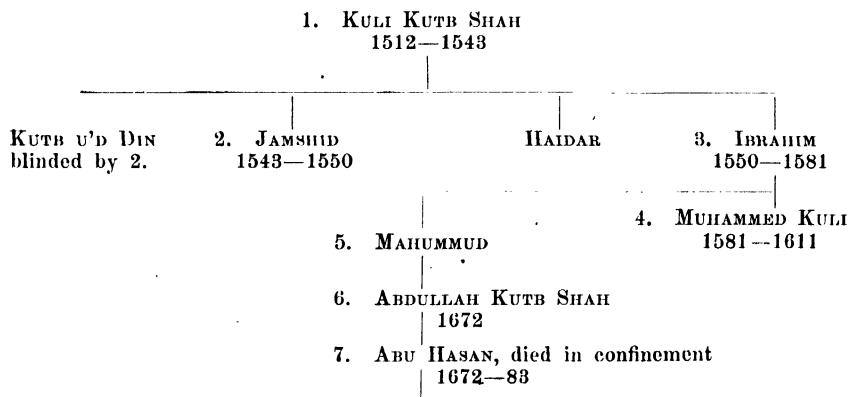 1. KULI KUTB SHAH
1512—1543
KUTB U'D DIN 2. JAMSHID HAIDAR 3. IBRAHIM
blinded by 2. 1543—1550 1550—1581
4. MUHAMMED KULI
1581—1611
5. MAHUMMUD
6. ABDULLAH KUTB SHAH
1672
7. ABU HASAN, died in confinement
1672—83